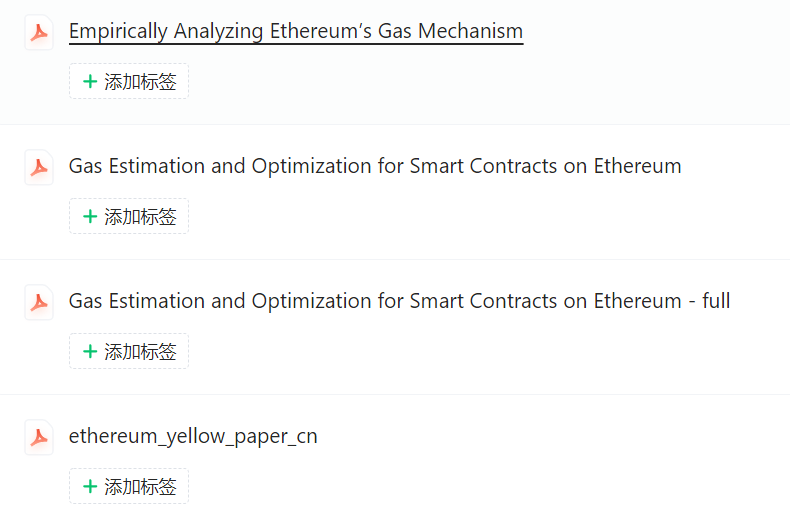 Empirically Analyzing Ethereum’s Gas Mechanism
+ 添加标签
Gas Estimation and Optimization for Smart Contracts on Ethereum
+ 添加标签
Gas Estimation and Optimization for Smart Contracts on Ethereum - full
+ 添加标签
ethereum_yellow_paper_cn
+ 添加标签